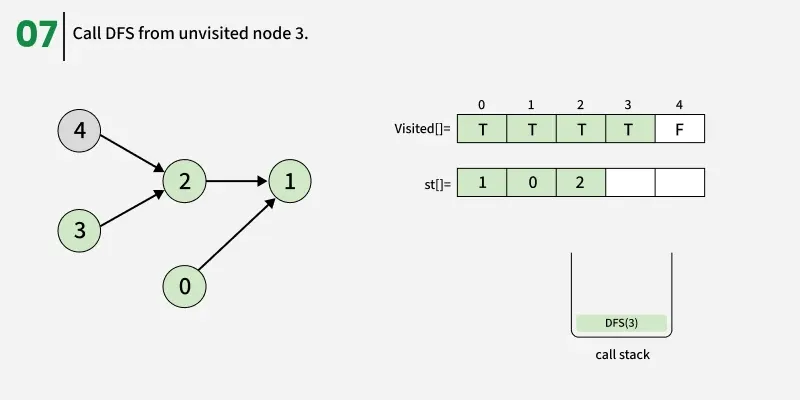 07 Call DFS from unvisited node 3.
0 1 2 3 4
Visited[]= T T T T F
st[]= 1 0 2
4
2 1
3
0
DFS(3)
call stack